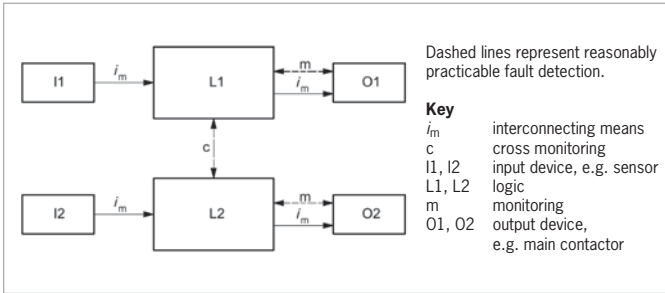 I1
i_m
L1
m
i_m
O1
c
I2
i_m
L2
m
i_m
O2
Dashed lines represent reasonably
practicable fault detection.
Key
i_m interconnecting means
c cross monitoring
I1, I2 input device, e.g. sensor
L1, L2 logic
m monitoring
O1, O2 output device,
e.g. main contactor